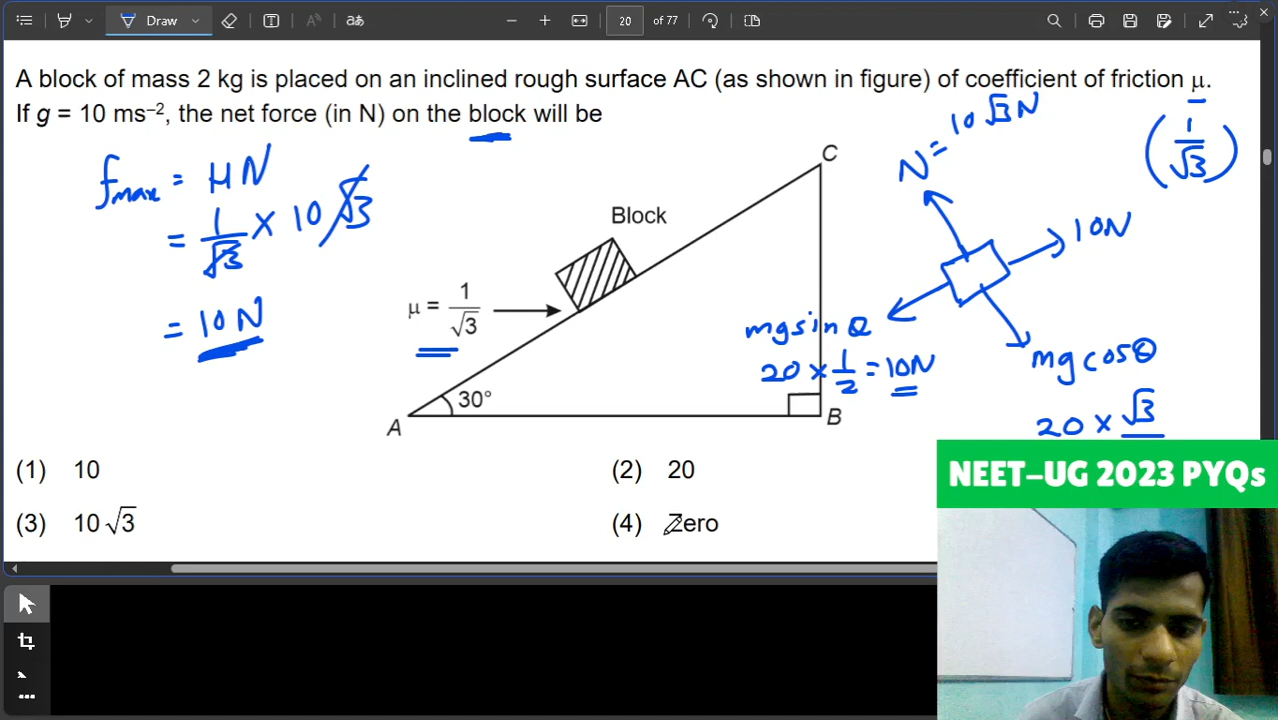 Draw
20 of 77
A block of mass 2 kg is placed on an inclined rough surface AC (as shown in figure) of coefficient of friction μ.
If g = 10 ms⁻², the net force (in N) on the block will be
fmax = μN
= 1/√3 × 10 √3
= 10 N
N = 10√3 N
(1/√3)
10N
mg sin θ
20 × 1/2 = 10N
mg cos θ
20 × √3
Block
C
μ = 1/√3
30°
A
B
(1) 10
(2) 20
(3) 10 √3
(4) Zero
NEET–UG 2023 PYQs